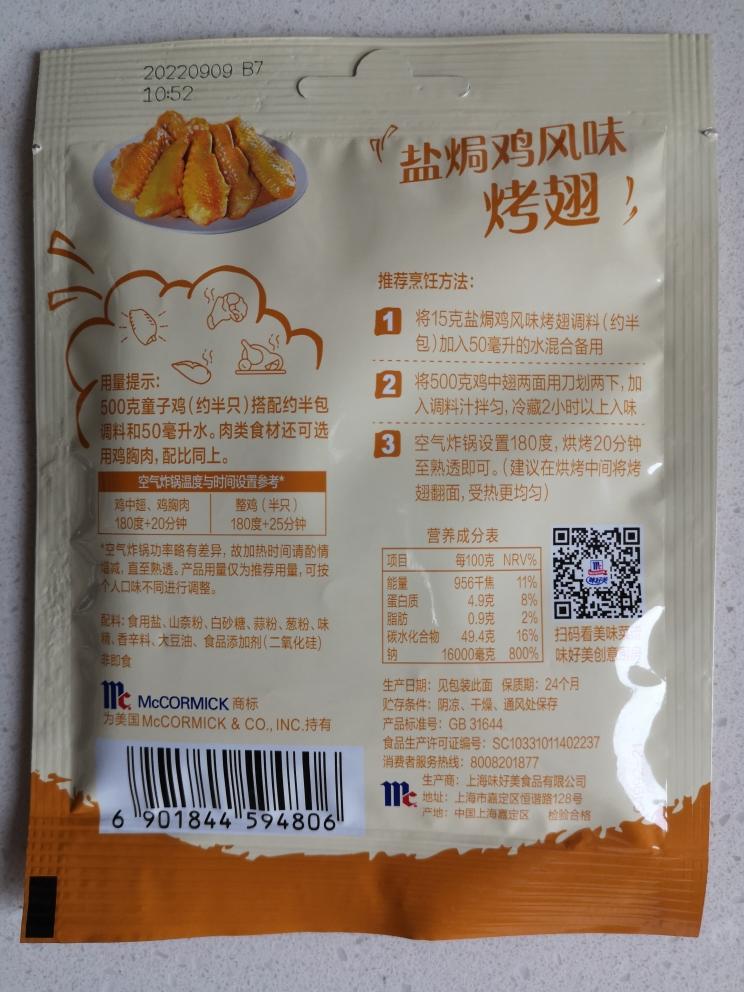 20220909 B7
10:52
盐焗鸡风味
烤翅
推荐烹饪方法：
1 将15克盐焗鸡风味烤翅调料（约半
包）加入50毫升的水混合备用
2 将500克鸡中翅两面用刀划两下，加
入调料汁拌匀，冷藏2小时以上入味
3 空气炸锅设置180度，烘烤20分钟
至熟透即可。（建议在烘烤中间将烤
翅翻面，受热更均匀）
用量提示：
500克童子鸡（约半只）搭配约半包
调料和50毫升水。肉类食材还可选
用鸡胸肉，配比同上。
空气炸锅温度与时间设置参考*
鸡中翅、鸡胸肉 整鸡（半只）
180度+20分钟 180度+25分钟
*空气炸锅功率略有差异，故加热时间请酌情
增减，直至熟透。产品用量仅为推荐用量，可按
个人口味不同进行调整。
配料：食用盐、山柰粉、白砂糖、蒜粉、葱粉、味
精、香辛料、大豆油、食品添加剂（二氧化硅）
非即食
Mc McCORMICK 商标
为美国McCORMICK & CO., INC.持有
6 901844 594806
营养成分表
项目 每100克 NRV%
能量 956千焦 11%
蛋白质 4.9克 8%
脂肪 0.9克 2%
碳水化合物 49.4克 16%
钠 16000毫克 800%
Mc
味好美
扫码看美味菜谱
味好美创意
生产日期：见包装此面 保质期：24个月
贮存条件：阴凉、干燥、通风处保存
产品标准号：GB 31644
食品生产许可证编号：SC10331011402237
消费者服务热线：8008201877
Mc 生产商：上海味好美食品有限公司
地址：上海市嘉定区恒谐路128号
产地：中国上海嘉定区 检验合格